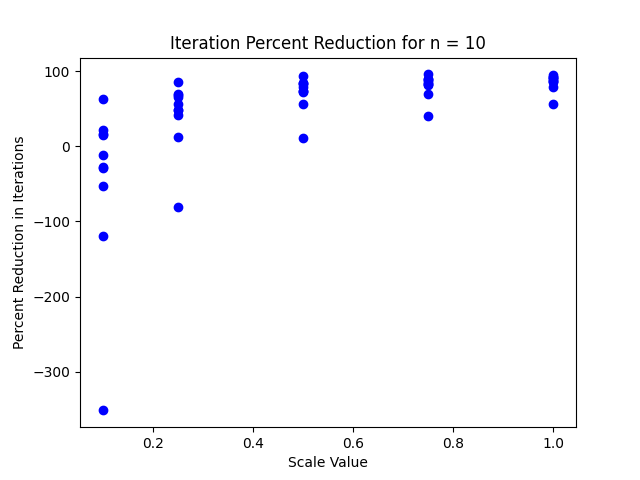 Iteration Percent Reduction for n = 10
Percent Reduction in Iterations
100
0
−100
−200
−300
0.2 0.4 0.6 0.8 1.0
Scale Value